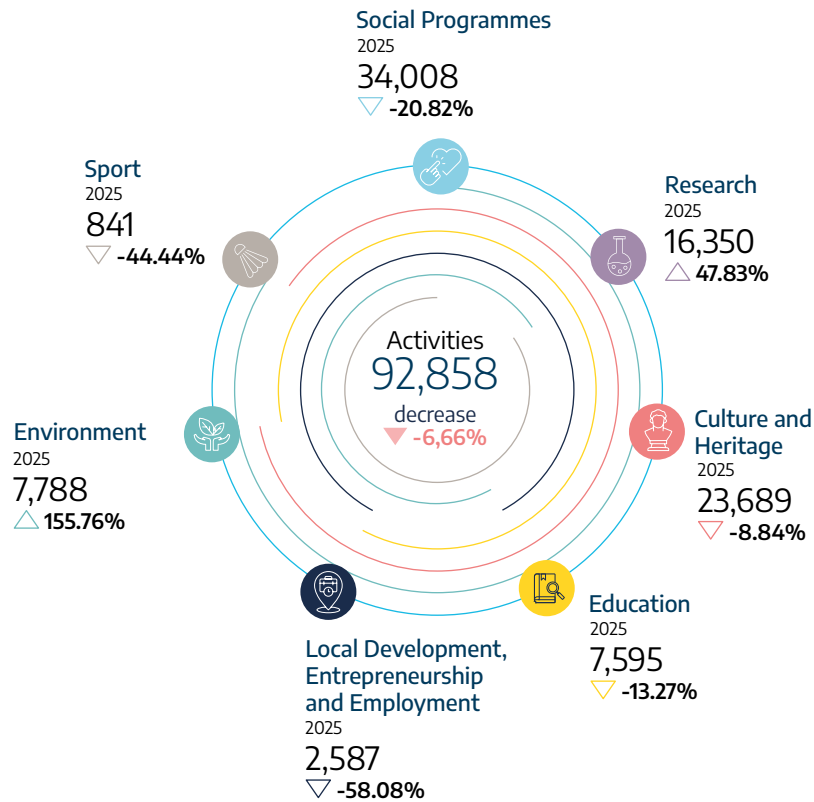 Social Programmes
2025
34,008
-20.82%
Sport
2025
841
-44.44%
Research
2025
16,350
47.83%
Activities
92,858
decrease
-6,66%
Environment
2025
7,788
155.76%
Culture and
Heritage
2025
23,689
-8.84%
Education
2025
7,595
-13.27%
Local Development,
Entrepreneurship
and Employment
2025
2,587
-58.08%